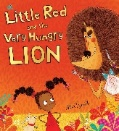 Little Red
and the
Very Hungry
LION